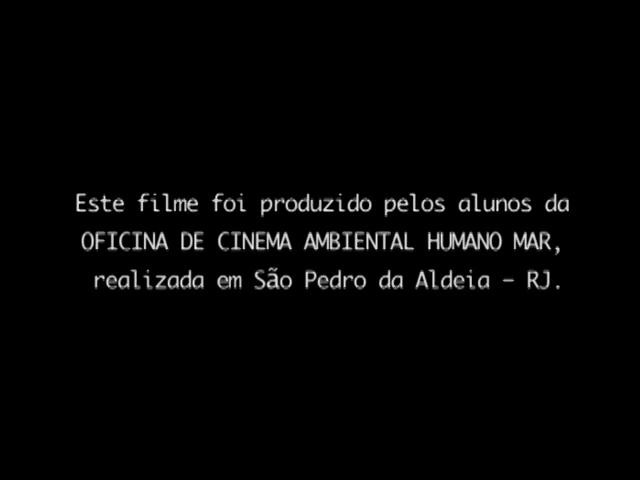 Este filme foi produzido pelos alunos da
OFICINA DE CINEMA AMBIENTAL HUMANO MAR,
realizada em São Pedro da Aldeia – RJ.